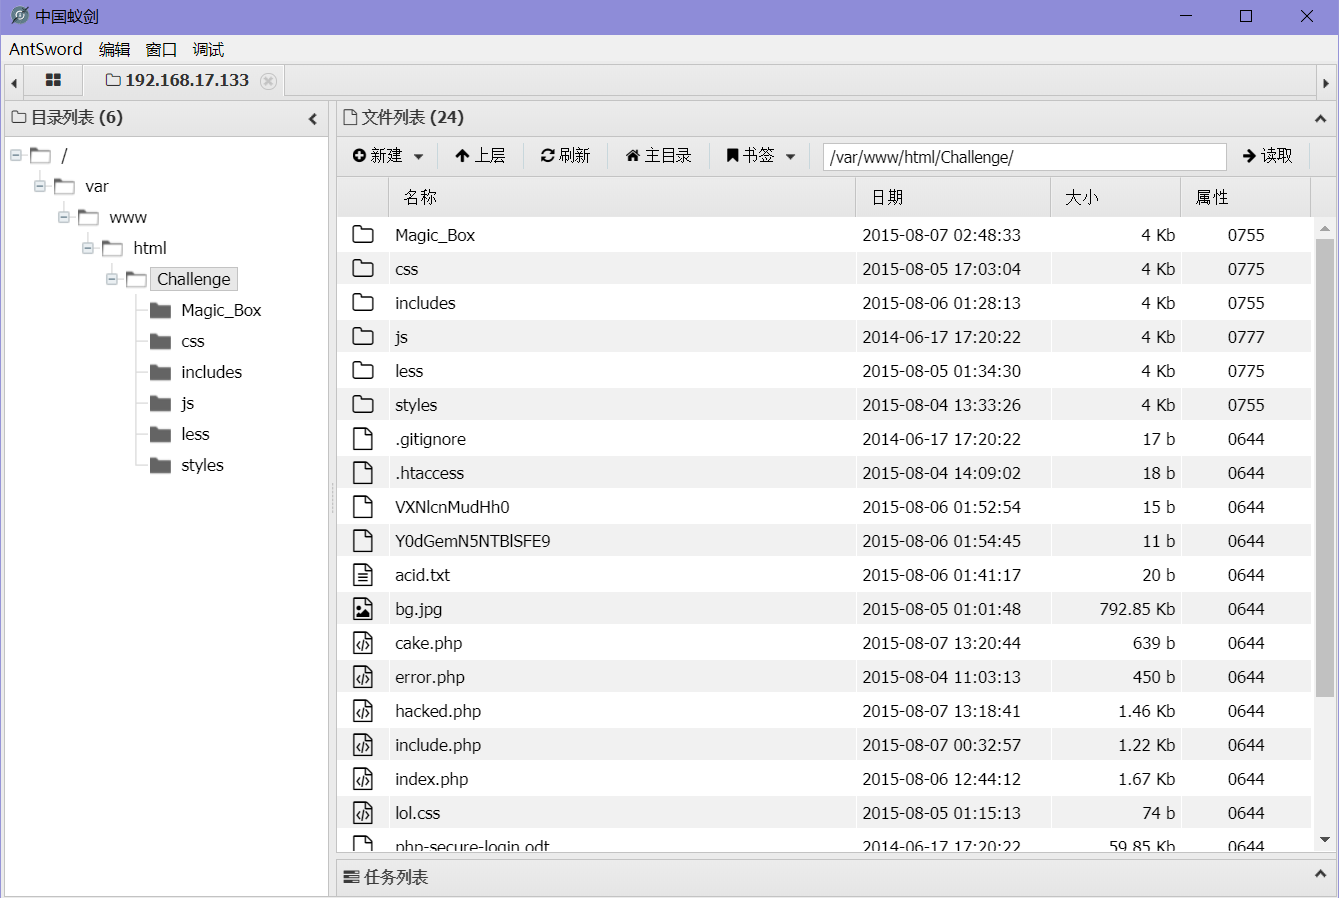 中国蚁剑
AntSword 编辑 窗口 调试
192.168.17.133
目录列表 (6)
/
var
www
html
Challenge
Magic_Box
css
includes
js
less
styles
文件列表 (24)
新建 上层 刷新 主目录 书签 /var/www/html/Challenge/ 读取
名称 日期 大小 属性
Magic_Box 2015-08-07 02:48:33 4 Kb 0755
css 2015-08-05 17:03:04 4 Kb 0775
includes 2015-08-06 01:28:13 4 Kb 0755
js 2014-06-17 17:20:22 4 Kb 0777
less 2015-08-05 01:34:30 4 Kb 0775
styles 2015-08-04 13:33:26 4 Kb 0755
.gitignore 2014-06-17 17:20:22 17 b 0644
.htaccess 2015-08-04 14:09:02 18 b 0644
VXNlcnMudHh0 2015-08-06 01:52:54 15 b 0644
Y0dGemN5NTBlSFE9 2015-08-06 01:54:45 11 b 0644
acid.txt 2015-08-06 01:41:17 20 b 0644
bg.jpg 2015-08-05 01:01:48 792.85 Kb 0644
cake.php 2015-08-07 13:20:44 639 b 0644
error.php 2015-08-04 11:03:13 450 b 0644
hacked.php 2015-08-07 13:18:41 1.46 Kb 0644
include.php 2015-08-07 00:32:57 1.22 Kb 0644
index.php 2015-08-06 12:44:12 1.67 Kb 0644
lol.css 2015-08-05 01:15:13 74 b 0644
php-secure-login.odt 2014-06-17 17:20:22 59.85 Kb 0644
任务列表